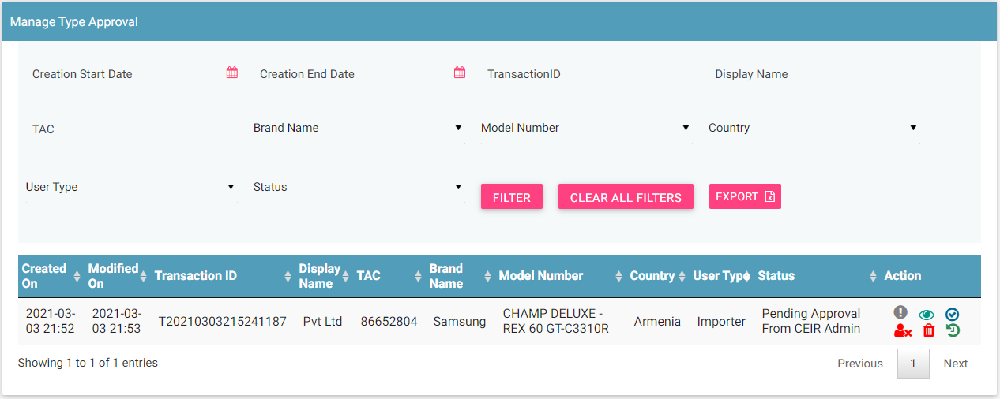 Manage Type Approval
Creation Start Date Creation End Date TransactionID Display Name
TAC Brand Name Model Number Country
User Type Status FILTER CLEAR ALL FILTERS EXPORT
Created On Modified On Transaction ID Display Name TAC Brand Name Model Number Country User Type Status Action
2021-03-03 21:52 2021-03-03 21:53 T20210303215241187 Pvt Ltd 86652804 Samsung CHAMP DELUXE - REX 60 GT-C3310R Armenia Importer Pending Approval From CEIR Admin
Showing 1 to 1 of 1 entries Previous 1 Next